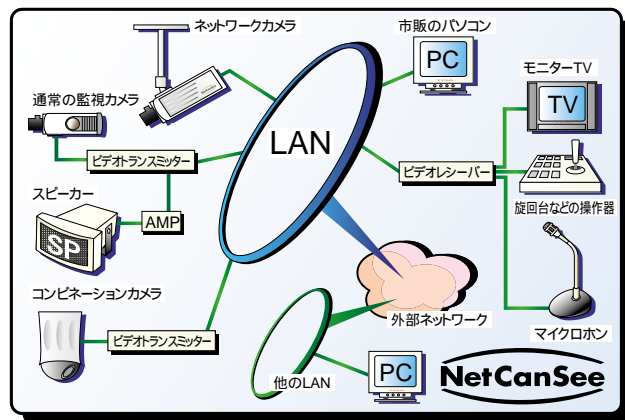 ネットワークカメラ
市販のパソコン
PC
モニターTV
TV
通常の監視カメラ
LAN
ビデオトランスミッター
ビデオレシーバー
スピーカー
AMP
SP
旋回台などの操作器
コンビネーションカメラ
外部ネットワーク
マイクロホン
ビデオトランスミッター
他のLAN
PC
NetCanSee